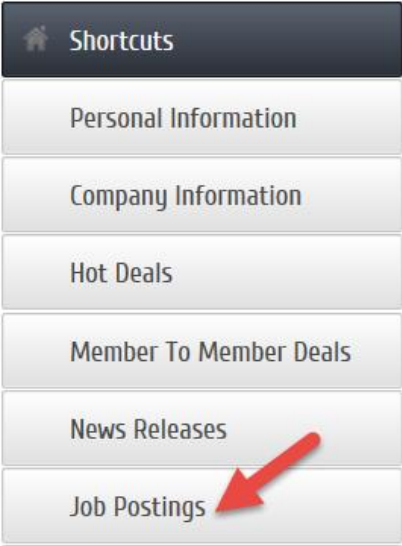 Shortcuts
Personal Information
Company Information
Hot Deals
Member To Member Deals
News Releases
Job Postings